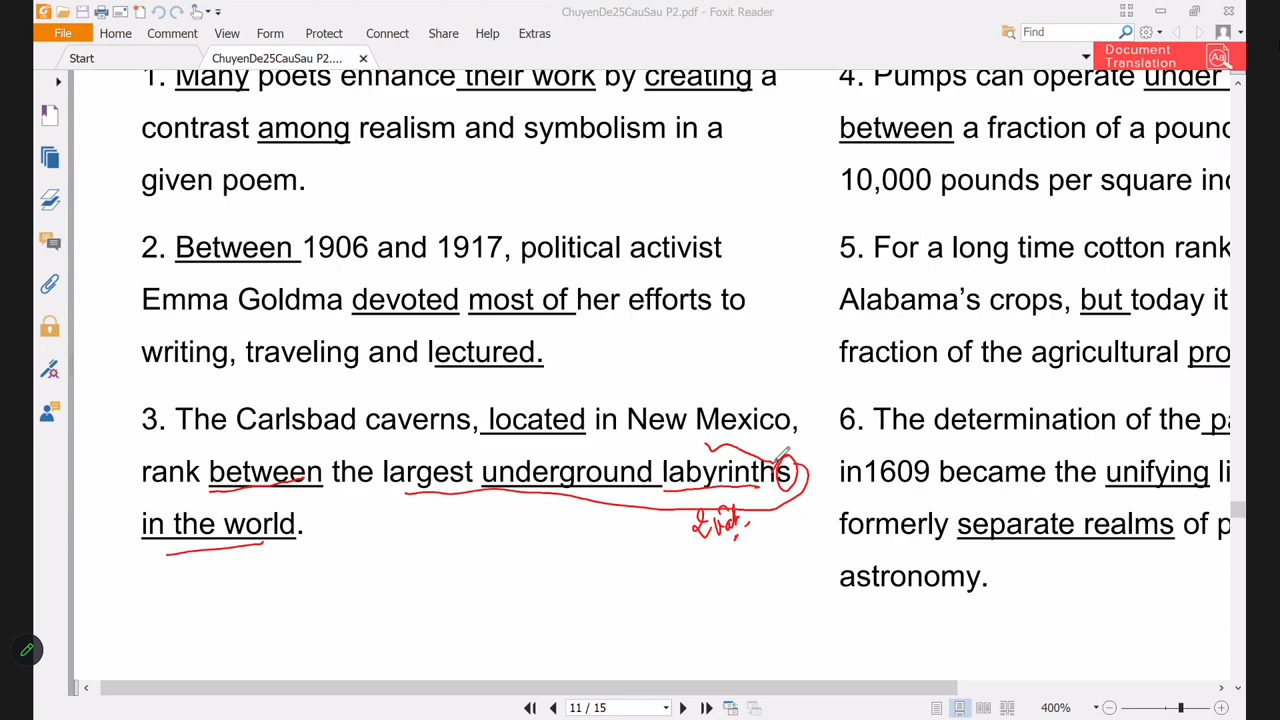 ChuyenDe25CauSau P2.pdf - Foxit Reader
File Home Comment View Form Protect Connect Share Help Extras
Find
Start
ChuyenDe25CauSau P2....
Document
Translation
1. Many poets enhance their work by creating a
contrast among realism and symbolism in a
given poem.
2. Between 1906 and 1917, political activist
Emma Goldma devoted most of her efforts to
writing, traveling and lectured.
3. The Carlsbad caverns, located in New Mexico,
rank between the largest underground labyrinths
in the world.
4. Pumps can operate under
between a fraction of a pound
10,000 pounds per square inc
5. For a long time cotton rank
Alabama's crops, but today it
fraction of the agricultural pro
6. The determination of the pa
in1609 became the unifying li
formerly separate realms of p
astronomy.
11 / 15
400%